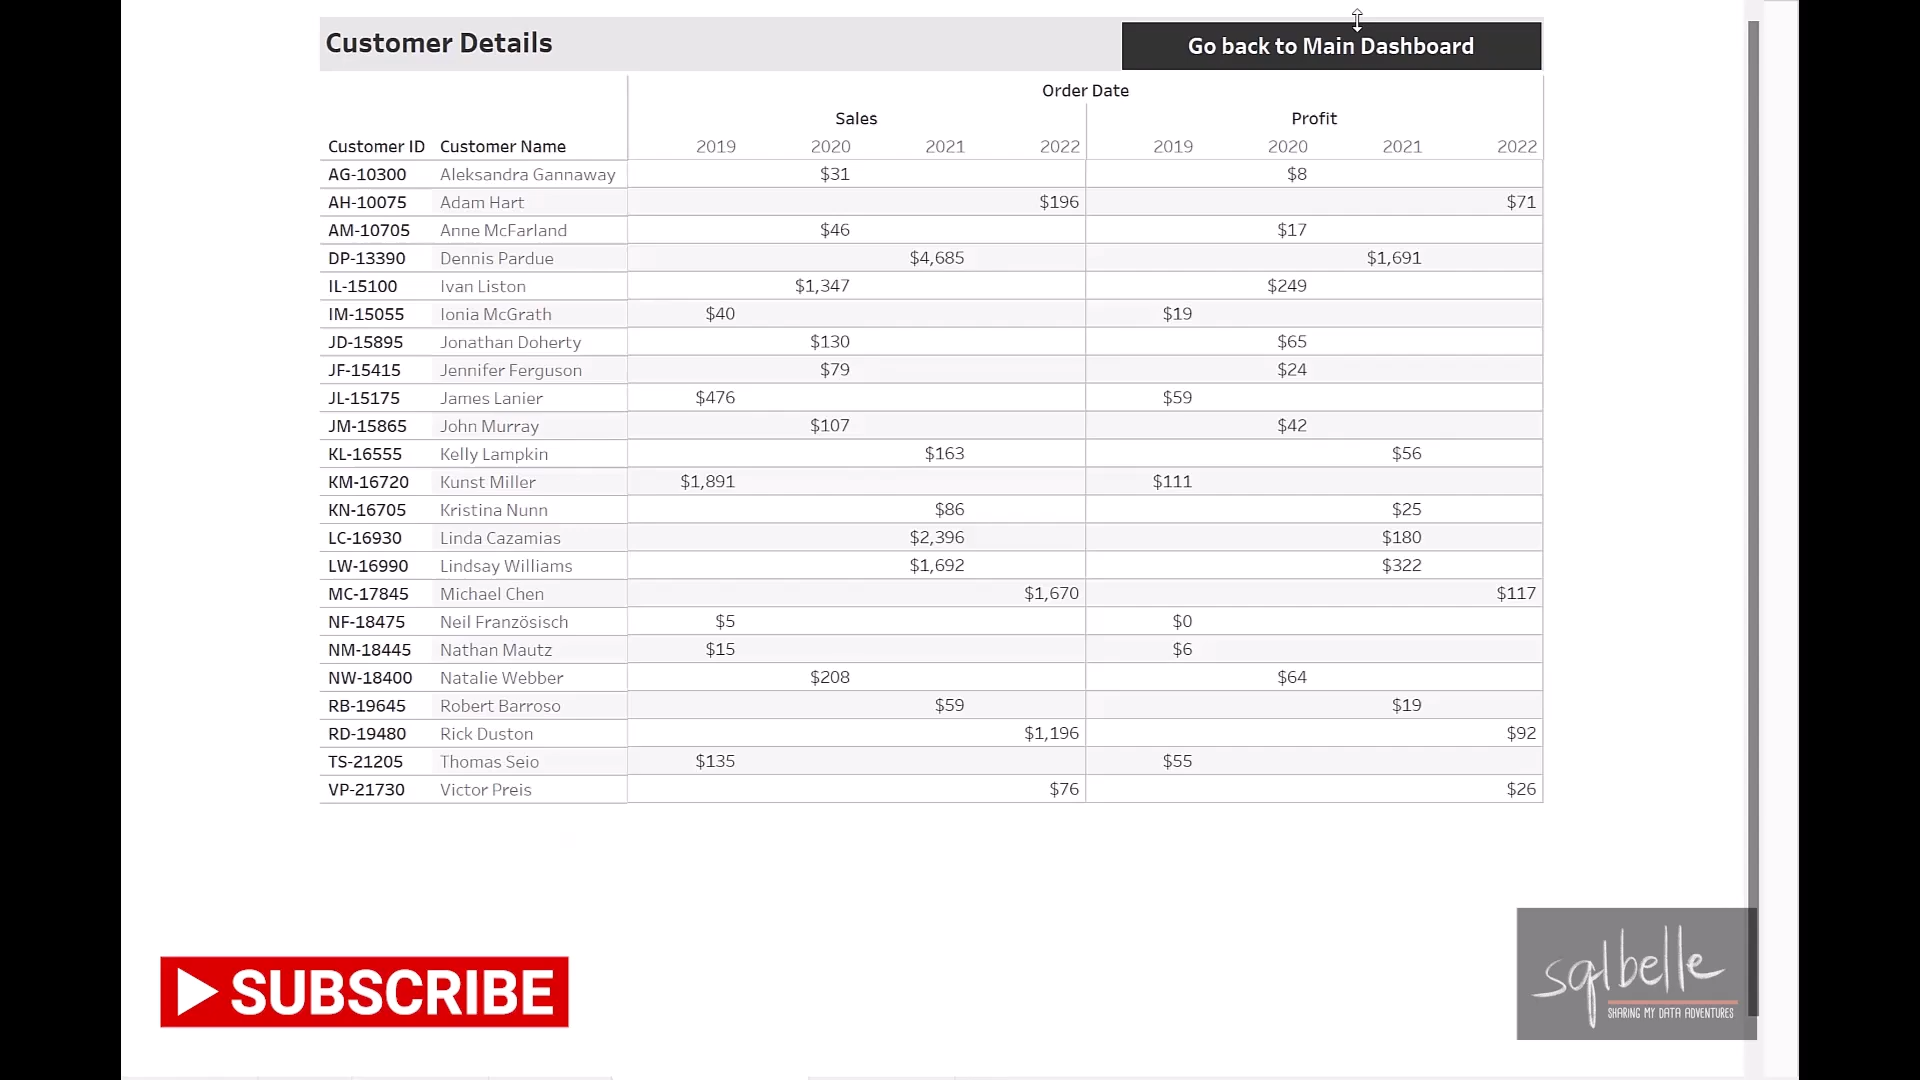 Customer Details
Go back to Main Dashboard
Order Date
Sales Profit
Customer ID Customer Name 2019 2020 2021 2022 2019 2020 2021 2022
AG-10300 Aleksandra Gannaway $31 $8
AH-10075 Adam Hart $196 $71
AM-10705 Anne McFarland $46 $17
DP-13390 Dennis Pardue $4,685 $1,691
IL-15100 Ivan Liston $1,347 $249
IM-15055 Ionia McGrath $40 $19
JD-15895 Jonathan Doherty $130 $65
JF-15415 Jennifer Ferguson $79 $24
JL-15175 James Lanier $476 $59
JM-15865 John Murray $107 $42
KL-16555 Kelly Lampkin $163 $56
KM-16720 Kunst Miller $1,891 $111
KN-16705 Kristina Nunn $86 $25
LC-16930 Linda Cazamias $2,396 $180
LW-16990 Lindsay Williams $1,692 $322
MC-17845 Michael Chen $1,670 $117
NF-18475 Neil Französisch $5 $0
NM-18445 Nathan Mautz $15 $6
NW-18400 Natalie Webber $208 $64
RB-19645 Robert Barroso $59 $19
RD-19480 Rick Duston $1,196 $92
TS-21205 Thomas Seio $135 $55
VP-21730 Victor Preis $76 $26
SUBSCRIBE
sqlbelle
SHARING MY DATA ADVENTURES